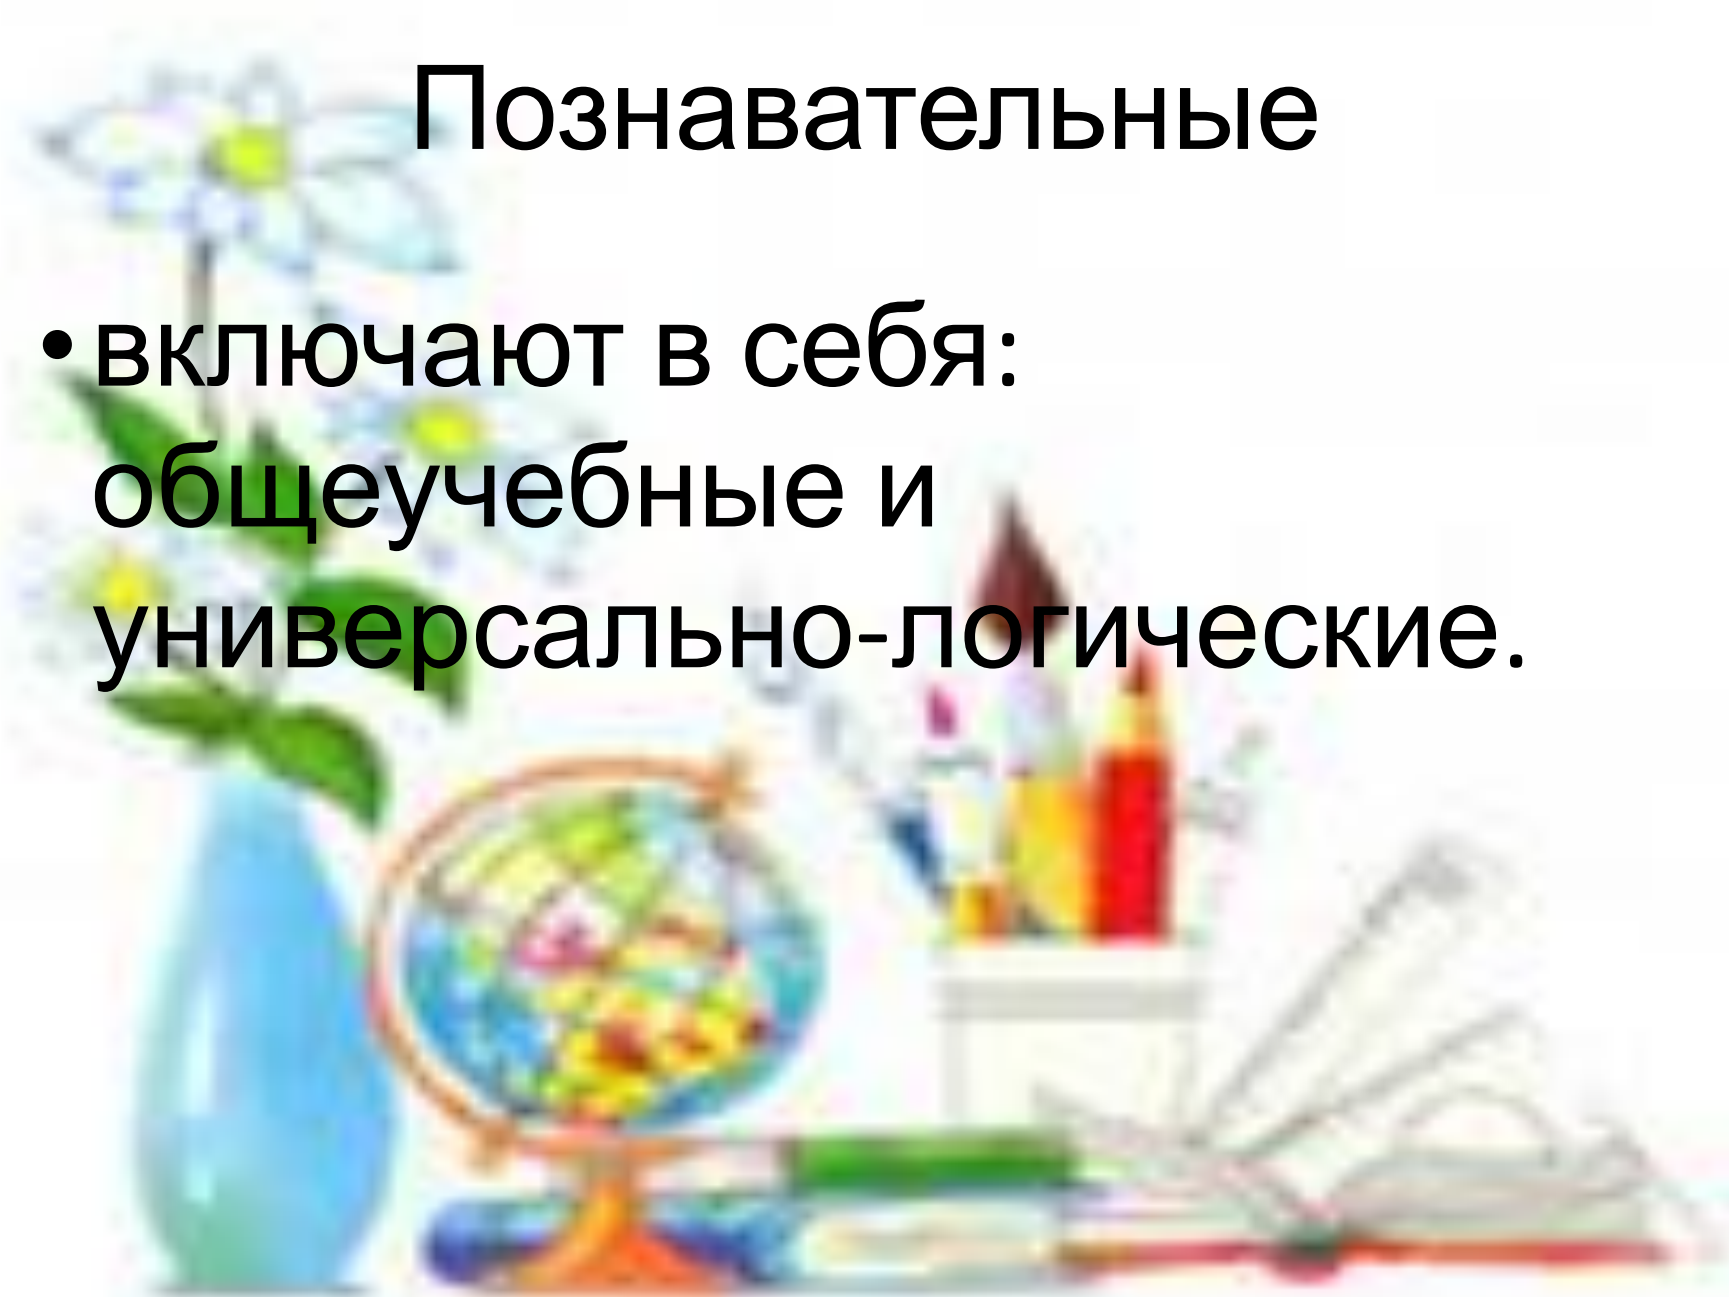 Познавательные
• включают в себя:
общеучебные и
универсально-логические.